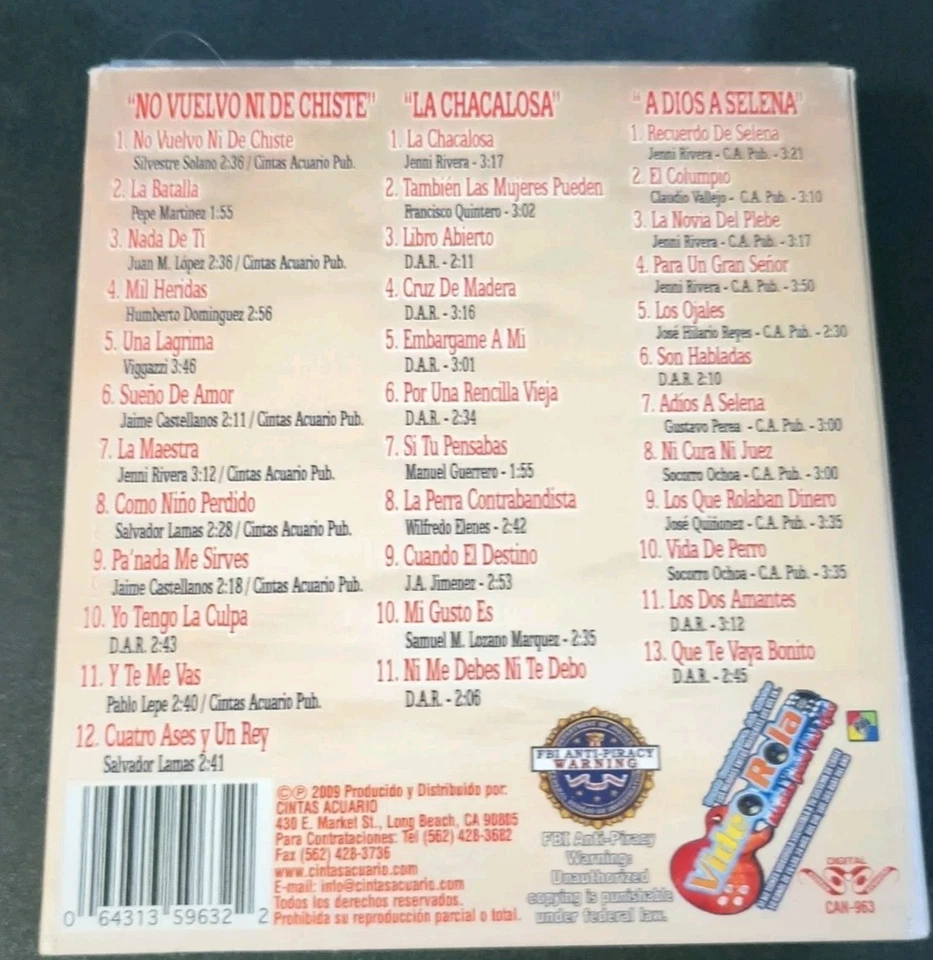 "NO VUELVO NI DE CHISTE"
1. No Vuelvo Ni De Chiste
Silvestre Solano 2:36 / Cintas Acuario Pub.
2. La Batalla
Pepe Martinez 1:55
3. Nada De Ti
Juan M. López 2:36 / Cintas Acuario Pub.
4. Mil Heridas
Humberto Dominguez 2:56
5. Una Lagrima
Viggazzi 3:46
6. Sueño De Amor
Jaime Castellanos 2:11 / Cintas Acuario Pub.
7. La Maestra
Jenni Rivera 3:12 / Cintas Acuario Pub.
8. Como Niño Perdido
Salvador Lamas 2:28 / Cintas Acuario Pub.
9. Pa'nada Me Sirves
Jaime Castellanos 2:18 / Cintas Acuario Pub.
10. Yo Tengo La Culpa
D.A.R. 2:43
11. Y Te Me Vas
Pablo Lepe 2:40 / Cintas Acuario Pub.
12. Cuatro Ases y Un Rey
Salvador Lamas 2:41
"LA CHACALOSA"
1. La Chacalosa
Jenni Rivera - 3:17
2. También Las Mujeres Pueden
Francisco Quintero - 3:02
3. Libro Abierto
D.A.R. - 2:11
4. Cruz De Madera
D.A.R. - 3:16
5. Embargame A Mi
D.A.R. - 3:01
6. Por Una Rencilla Vieja
D.A.R. - 2:34
7. Si Tu Pensabas
Manuel Guerrero - 1:55
8. La Perra Contrabandista
Wilfredo Elenes - 2:42
9. Cuando El Destino
J.A. Jimenez - 2:53
10. Mi Gusto Es
Samuel M. Lozano Marquez - 2:35
11. Ni Me Debes Ni Te Debo
D.A.R. - 2:06
"A DIOS A SELENA"
1. Recuerdo De Selena
Jenni Rivera - C.A. Pub. - 3:21
2. El Columpio
Claudio Vallejo - C.A. Pub. - 3:10
3. La Novia Del Plebe
Jenni Rivera - C.A. Pub. - 3:17
4. Para Un Gran Señor
Jenni Rivera - C.A. Pub. - 3:50
5. Los Ojales
José Hilario Reyes - C.A. Pub. - 2:30
6. Son Habladas
D.A.R. 2:10
7. Adíos A Selena
Gustavo Perea - C.A. Pub. - 3:00
8. Ni Cura Ni Juez
Socorro Ochoa - C.A. Pub. - 3:00
9. Los Que Rolaban Dinero
José Quiñonez - C.A. Pub. - 3:35
10. Vida De Perro
Socorro Ochoa - C.A. Pub. - 3:35
11. Los Dos Amantes
D.A.R. - 3:12
13. Que Te Vaya Bonito
D.A.R. - 2:45
0 64313 59632 2
©℗ 2009 Producido y Distribuido por:
CINTAS ACUARIO
430 E. Market St., Long Beach, CA 90805
Para Contrataciones: Tel (562) 428-3682
Fax (562) 428-3736
www.cintasacuario.com
E-mail: info@cintasacuario.com
Todos los derechos reservados.
Prohibida su reproducción parcial o total.
FBI ANTI-PIRACY
WARNING
FBI Anti-Piracy
Warning:
Unauthorized
copying is punishable
under federal law.
Video Rola
DIGITAL
CAN-963